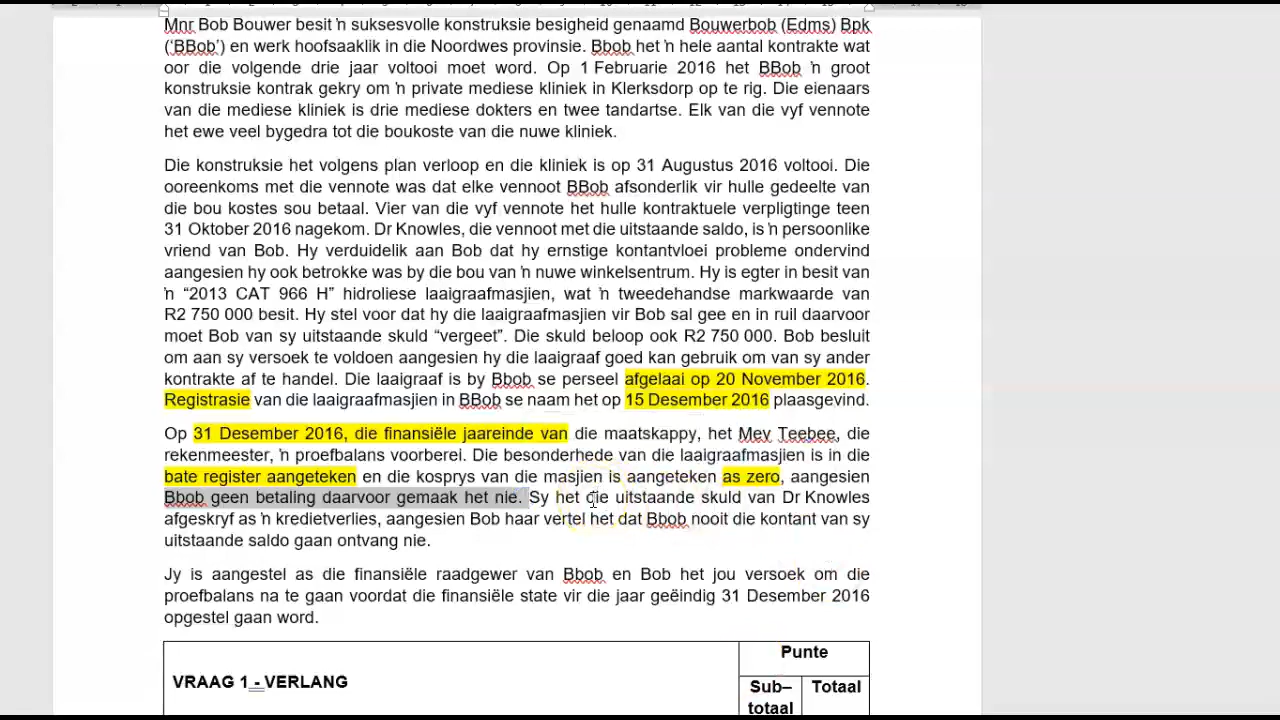 Mnr Bob Bouwer besit 'n suksesvolle konstruksie besigheid genaamd Bouwerbob (Edms) Bpk
('BBob') en werk hoofsaaklik in die Noordwes provinsie. Bbob het 'n hele aantal kontrakte wat
oor die volgende drie jaar voltooi moet word. Op 1 Februarie 2016 het BBob 'n groot
konstruksie kontrak gekry om 'n private mediese kliniek in Klerksdorp op te rig. Die eienaars
van die mediese kliniek is drie mediese dokters en twee tandartse. Elk van die vyf vennote
het ewe veel bygedra tot die boukoste van die nuwe kliniek.
Die konstruksie het volgens plan verloop en die kliniek is op 31 Augustus 2016 voltooi. Die
ooreenkoms met die vennote was dat elke vennoot BBob afsonderlik vir hulle gedeelte van
die bou kostes sou betaal. Vier van die vyf vennote het hulle kontraktuele verpligtinge teen
31 Oktober 2016 nagekom. Dr Knowles, die vennoot met die uitstaande saldo, is 'n persoonlike
vriend van Bob. Hy verduidelik aan Bob dat hy ernstige kontantvloei probleme ondervind
aangesien hy ook betrokke was by die bou van 'n nuwe winkelsentrum. Hy is egter in besit van
'n “2013 CAT 966 H” hidroliese laaigraafmasjien, wat 'n tweedehandse markwaarde van
R2 750 000 besit. Hy stel voor dat hy die laaigraafmasjien vir Bob sal gee en in ruil daarvoor
moet Bob van sy uitstaande skuld “vergeet”. Die skuld beloop ook R2 750 000. Bob besluit
om aan sy versoek te voldoen aangesien hy die laaigraaf goed kan gebruik om van sy ander
kontrakte af te handel. Die laaigraaf is by Bbob se perseel afgelaai op 20 November 2016.
Registrasie van die laaigraafmasjien in BBob se naam het op 15 Desember 2016 plaasgevind.
Op 31 Desember 2016, die finansiële jaareinde van die maatskappy, het Mev Teebee, die
rekenmeester, 'n proefbalans voorberei. Die besonderhede van die laaigraafmasjien is in die
bate register aangeteken en die kosprys van die masjien is aangeteken as zero, aangesien
Bbob geen betaling daarvoor gemaak het nie. Sy het die uitstaande skuld van Dr Knowles
afgeskryf as 'n kredietverlies, aangesien Bob haar vertel het dat Bbob nooit die kontant van sy
uitstaande saldo gaan ontvang nie.
Jy is aangestel as die finansiële raadgewer van Bbob en Bob het jou versoek om die
proefbalans na te gaan voordat die finansiële state vir die jaar geëindig 31 Desember 2016
opgestel gaan word.
Punte
VRAAG 1 - VERLANG
Sub– Totaal
totaal